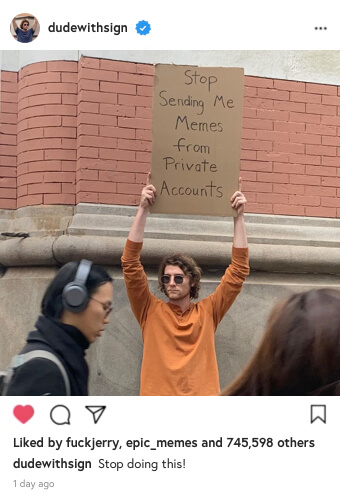 dudewithsign
Stop
Sending Me
Memes
from
Private
Accounts
Liked by fuckjerry, epic_memes and 745,598 others
dudewithsign Stop doing this!
1 day ago